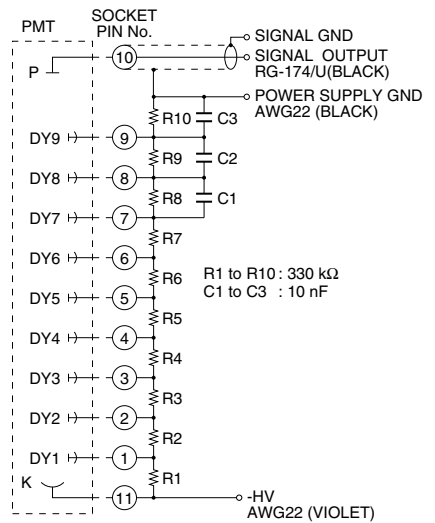 PMT
SOCKET
PIN No.
SIGNAL GND
10
SIGNAL OUTPUT
RG-174/U(BLACK)
P
POWER SUPPLY GND
AWG22 (BLACK)
R10 C3
DY9 9
R9 C2
DY8 8
R8 C1
DY7 7
R7
DY6 6
R6
R1 to R10 : 330 kΩ
C1 to C3 : 10 nF
DY5 5
R5
DY4 4
R4
DY3 3
R3
DY2 2
R2
DY1 1
R1
K
11
-HV
AWG22 (VIOLET)